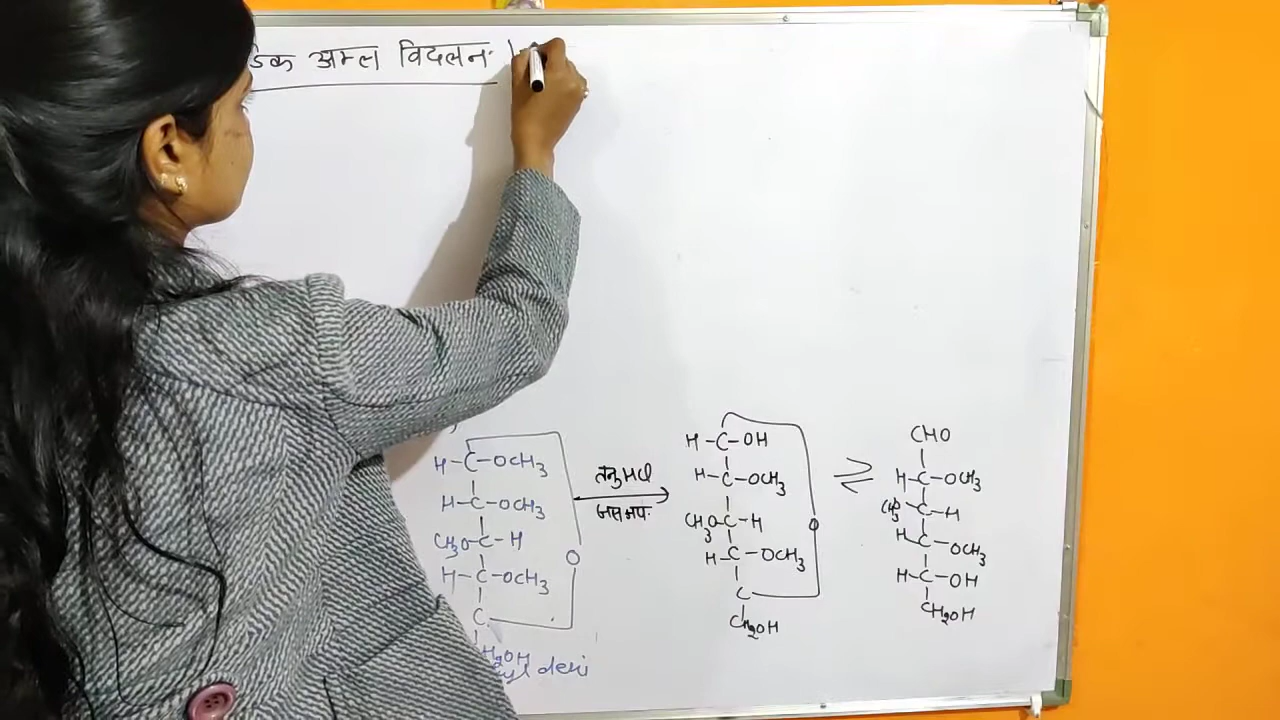 डिक अम्ल विदलन:
H-C-OCH3
H-C-OCH3
CH3O-C-H
H-C-OCH3
C
H2OH
deri
O
तनु HCl
जल अप.
H-C-OH
H-C-OCH3
CH3O-C-H
H-C-OCH3
C
CH2OH
O
⇌
CHO
H-C-OCH3
CH3O-C-H
H-C-OCH3
H-C-OH
CH2OH